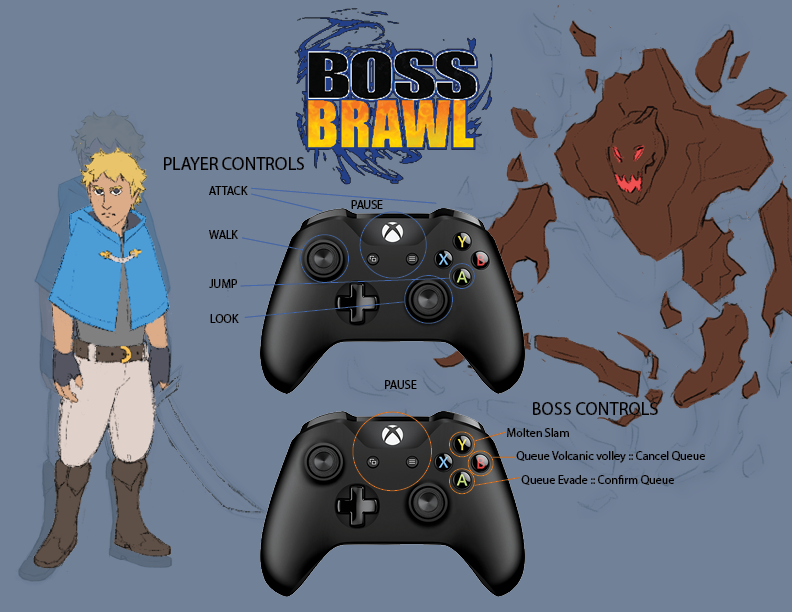 BOSS
BRAWL
PLAYER CONTROLS
ATTACK
PAUSE
WALK
JUMP
LOOK
Y
X
B
A
PAUSE
BOSS CONTROLS
Molten Slam
Queue Volcanic volley :: Cancel Queue
Queue Evade :: Confirm Queue
Y
X
B
A